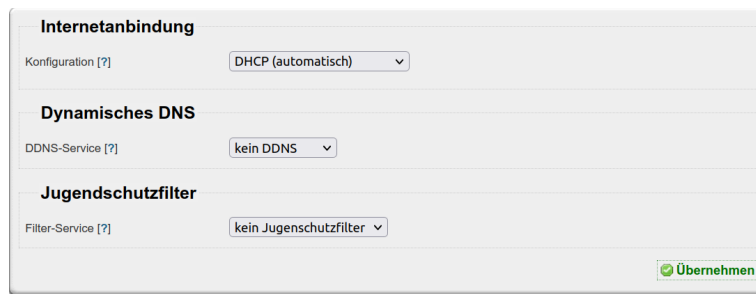 Internetanbindung
Konfiguration [?] DHCP (automatisch)
Dynamisches DNS
DDNS-Service [?] kein DDNS
Jugendschutzfilter
Filter-Service [?] kein Jugenschutzfilter
Übernehmen